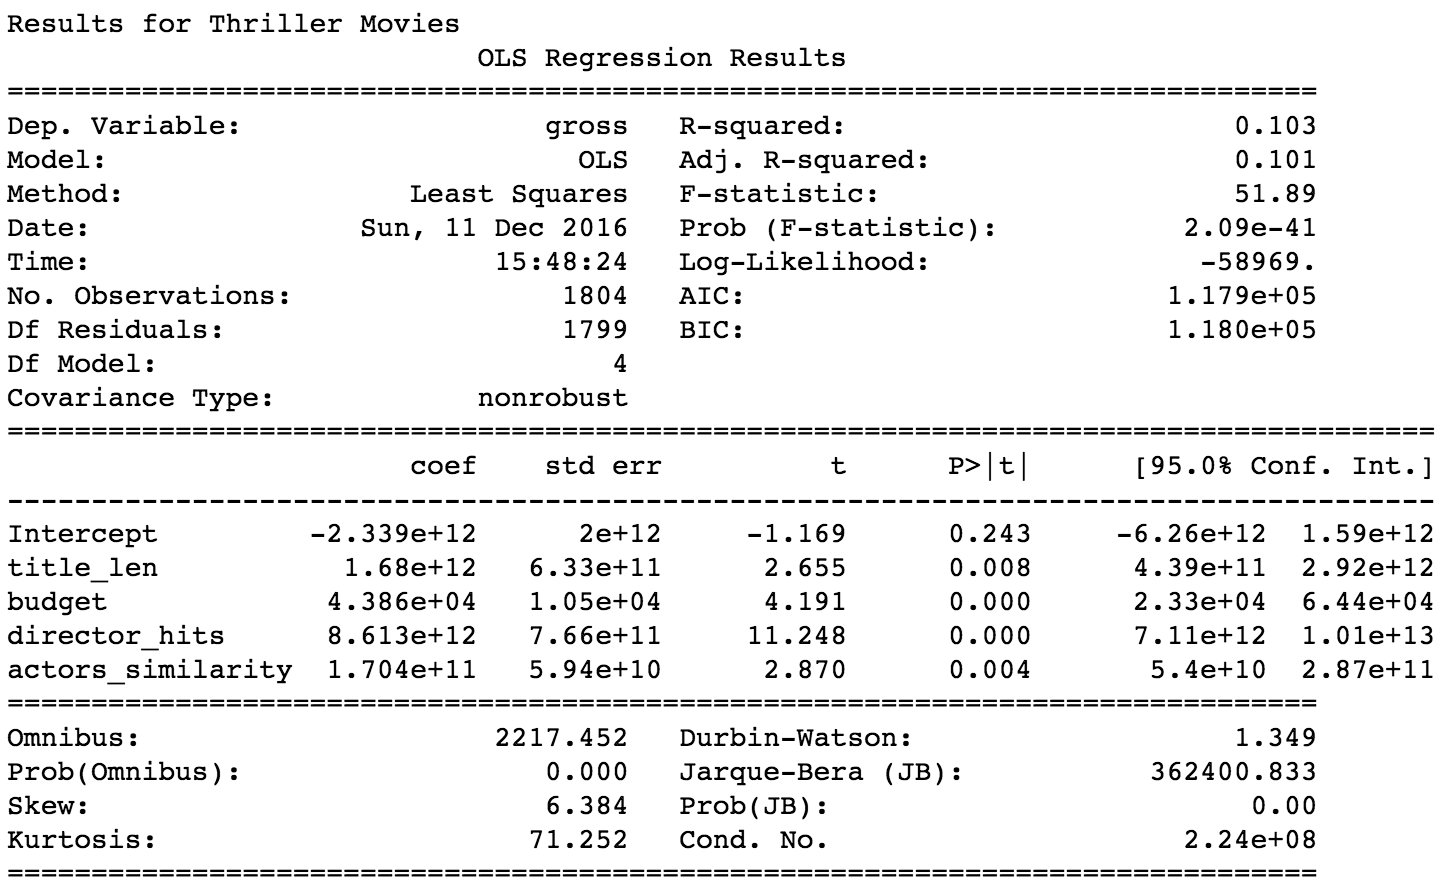 Results for Thriller Movies
OLS Regression Results
==============================================================================
Dep. Variable: gross R-squared: 0.103
Model: OLS Adj. R-squared: 0.101
Method: Least Squares F-statistic: 51.89
Date: Sun, 11 Dec 2016 Prob (F-statistic): 2.09e-41
Time: 15:48:24 Log-Likelihood: -58969.
No. Observations: 1804 AIC: 1.179e+05
Df Residuals: 1799 BIC: 1.180e+05
Df Model: 4
Covariance Type: nonrobust
=====================================================================================
coef std err t P>|t| [95.0% Conf. Int.]
-------------------------------------------------------------------------------------
Intercept -2.339e+12 2e+12 -1.169 0.243 -6.26e+12 1.59e+12
title_len 1.68e+12 6.33e+11 2.655 0.008 4.39e+11 2.92e+12
budget 4.386e+04 1.05e+04 4.191 0.000 2.33e+04 6.44e+04
director_hits 8.613e+12 7.66e+11 11.248 0.000 7.11e+12 1.01e+13
actors_similarity 1.704e+11 5.94e+10 2.870 0.004 5.4e+10 2.87e+11
==============================================================================
Omnibus: 2217.452 Durbin-Watson: 1.349
Prob(Omnibus): 0.000 Jarque-Bera (JB): 362400.833
Skew: 6.384 Prob(JB): 0.00
Kurtosis: 71.252 Cond. No. 2.24e+08
==============================================================================